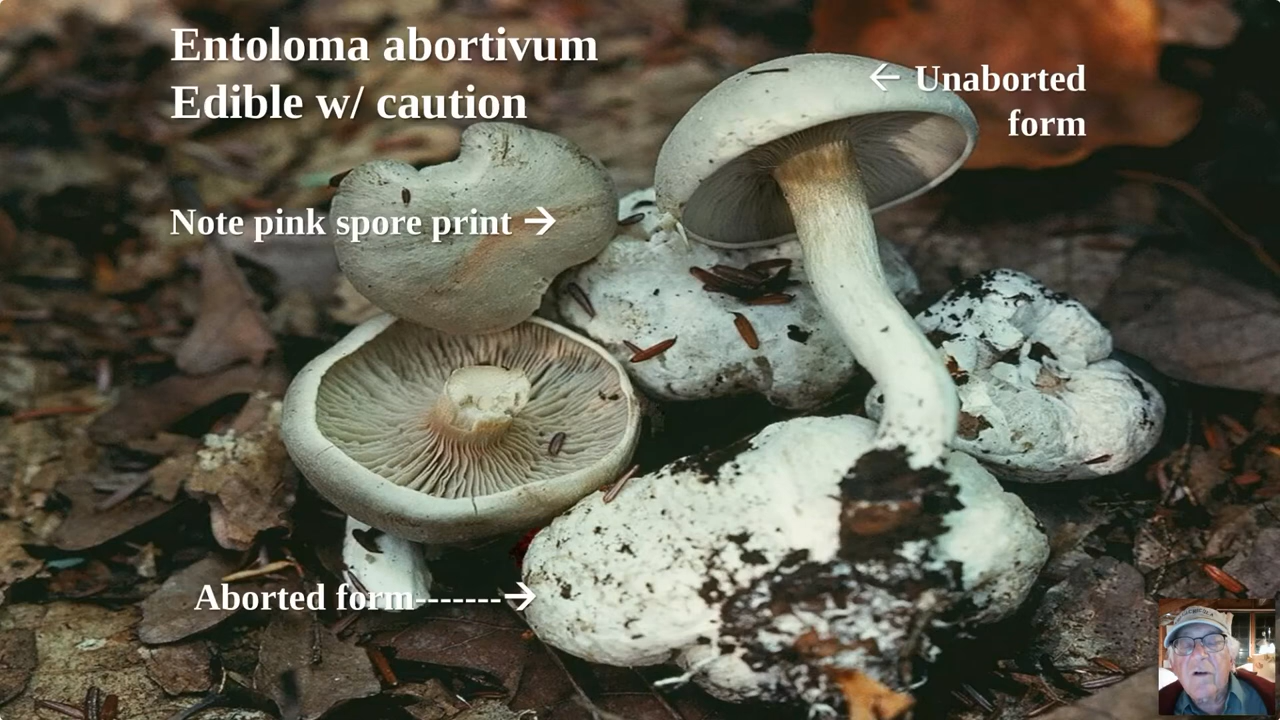 Entoloma abortivum
Edible w/ caution
← Unaborted
form
Note pink spore print →
Aborted form-------→